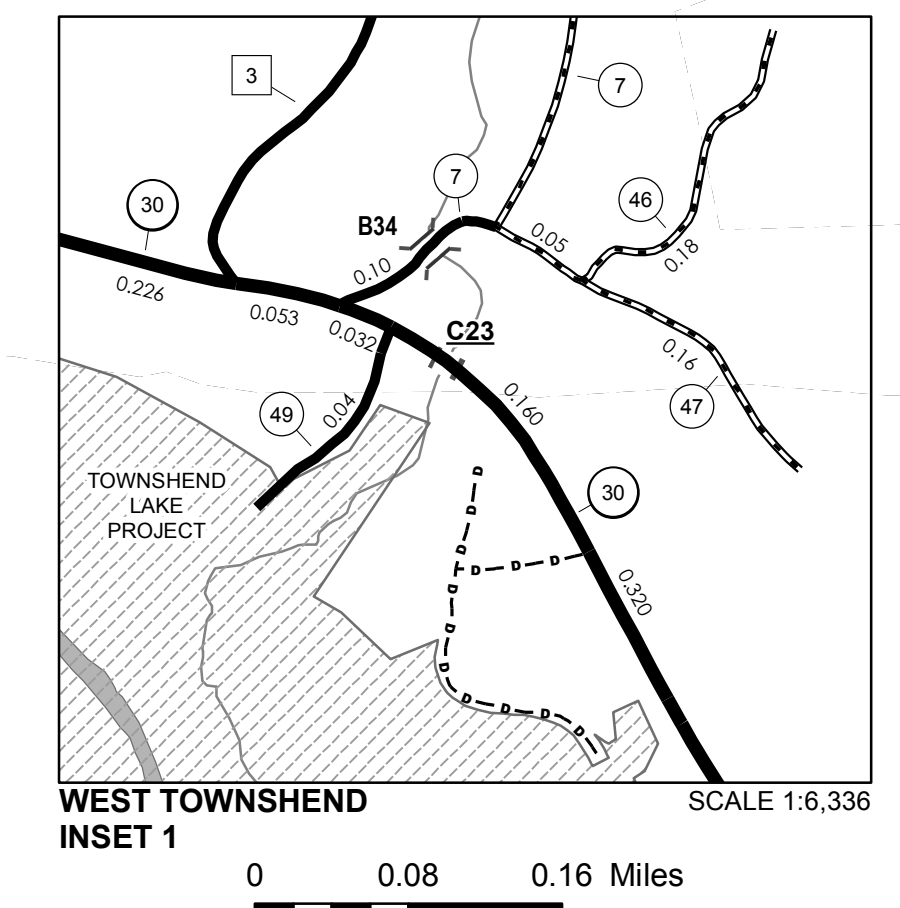 3
7
7
30
46
B34
0.05
0.18
0.10
0.226
0.053
0.032
C23
0.16
0.160
47
49
0.04
TOWNSHEND
LAKE
PROJECT
30
D
D
D
D D D
D
0.320
D
D
D
D
D
D
D
WEST TOWNSHEND
SCALE 1:6,336
INSET 1
0 0.08 0.16 Miles